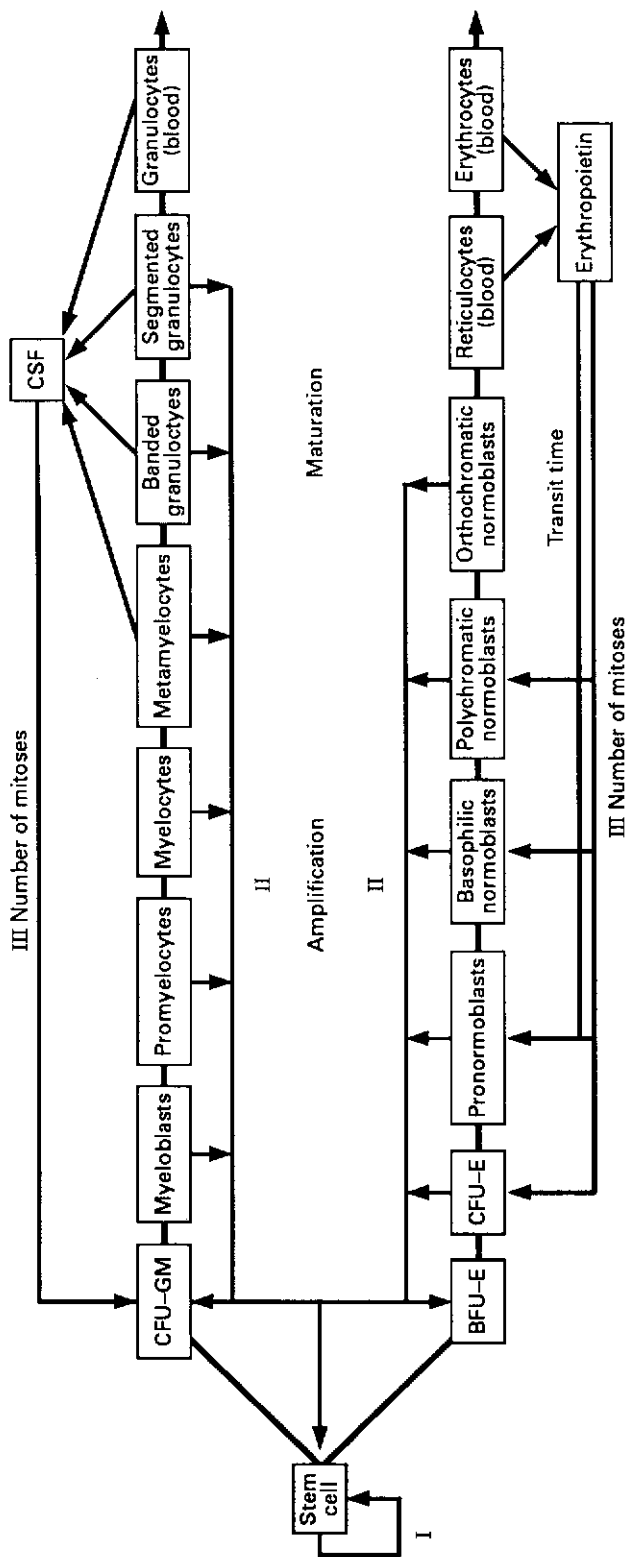 III Number of mitoses
CSF
CFU–GM
Myeloblasts
Promyelocytes
Myelocytes
Metamyelocytes
Banded
granuloctyes
Segmented
granulocytes
Granulocytes
(blood)
II
Stem
cell
I
Amplification
Maturation
II
BFU–E
CFU–E
Pronormoblasts
Basophilic
normoblasts
Polychromatic
normoblasts
Orthochromatic
normoblasts
Reticulocytes
(blood)
Erythrocytes
(blood)
Transit time
Erythropoietin
III Number of mitoses